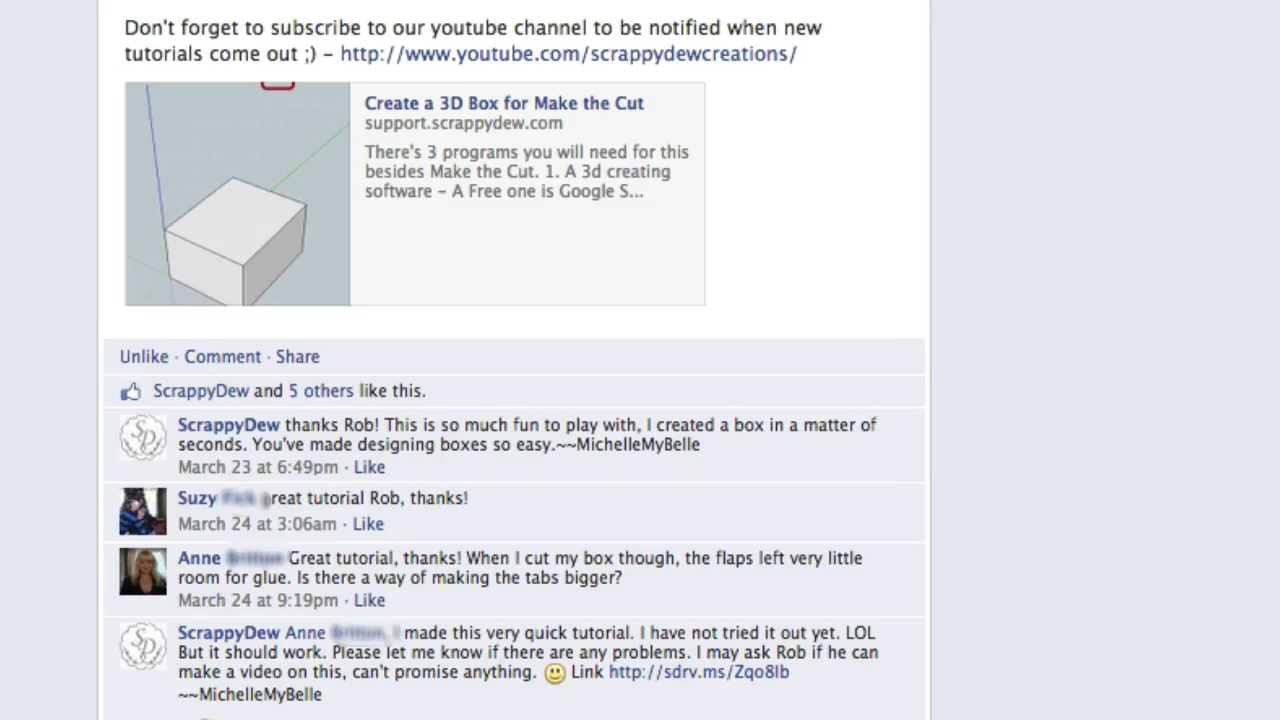 Don't forget to subscribe to our youtube channel to be notified when new
tutorials come out ;) – http://www.youtube.com/scrappydewcreations/
Create a 3D Box for Make the Cut
support.scrappydew.com
There's 3 programs you will need for this
besides Make the Cut. 1. A 3d creating
software – A Free one is Google S...
Unlike · Comment · Share
ScrappyDew and 5 others like this.
ScrappyDew thanks Rob! This is so much fun to play with, I created a box in a matter of
seconds. You've made designing boxes so easy.~~MichelleMyBelle
March 23 at 6:49pm · Like
Suzy great tutorial Rob, thanks!
March 24 at 3:06am · Like
Anne Great tutorial, thanks! When I cut my box though, the flaps left very little
room for glue. Is there a way of making the tabs bigger?
March 24 at 9:19pm · Like
ScrappyDew Anne I made this very quick tutorial. I have not tried it out yet. LOL
But it should work. Please let me know if there are any problems. I may ask Rob if he can
make a video on this, can't promise anything. Link http://sdrv.ms/Zqo8lb
~~MichelleMyBelle